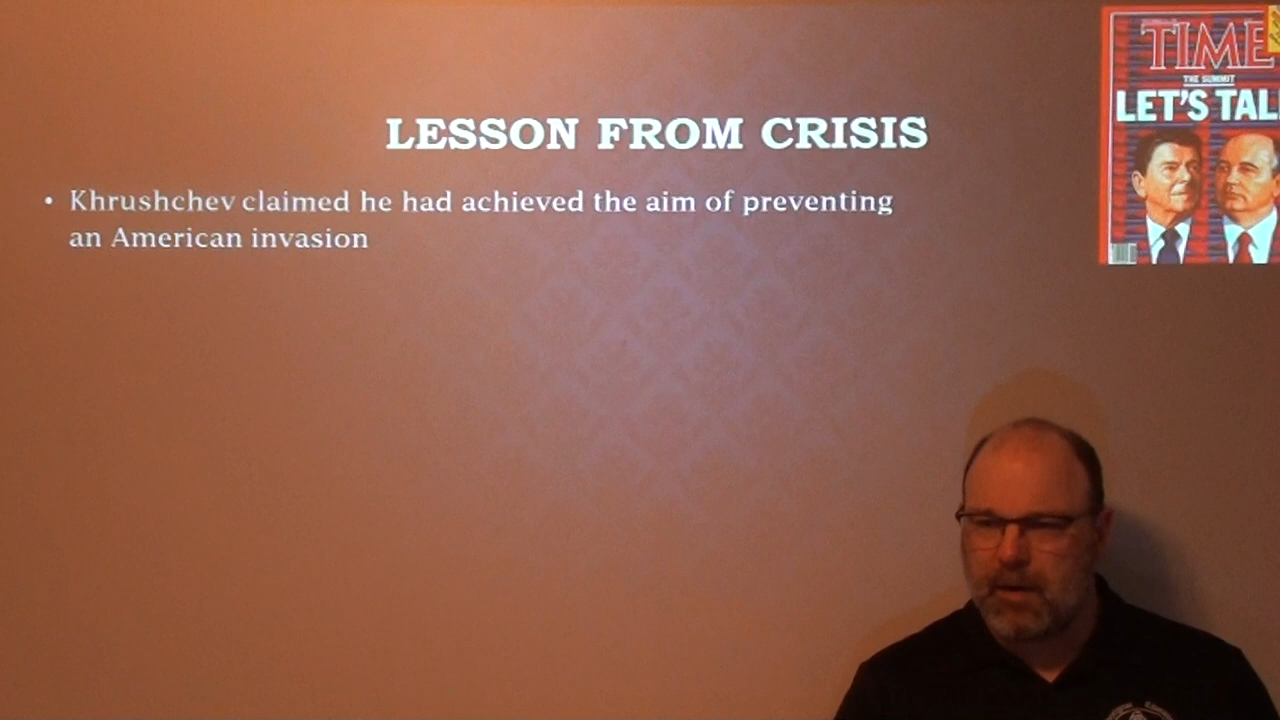 TIME
THE SUMMIT
LET'S TAL
LESSON FROM CRISIS
• Khrushchev claimed he had achieved the aim of preventing
an American invasion